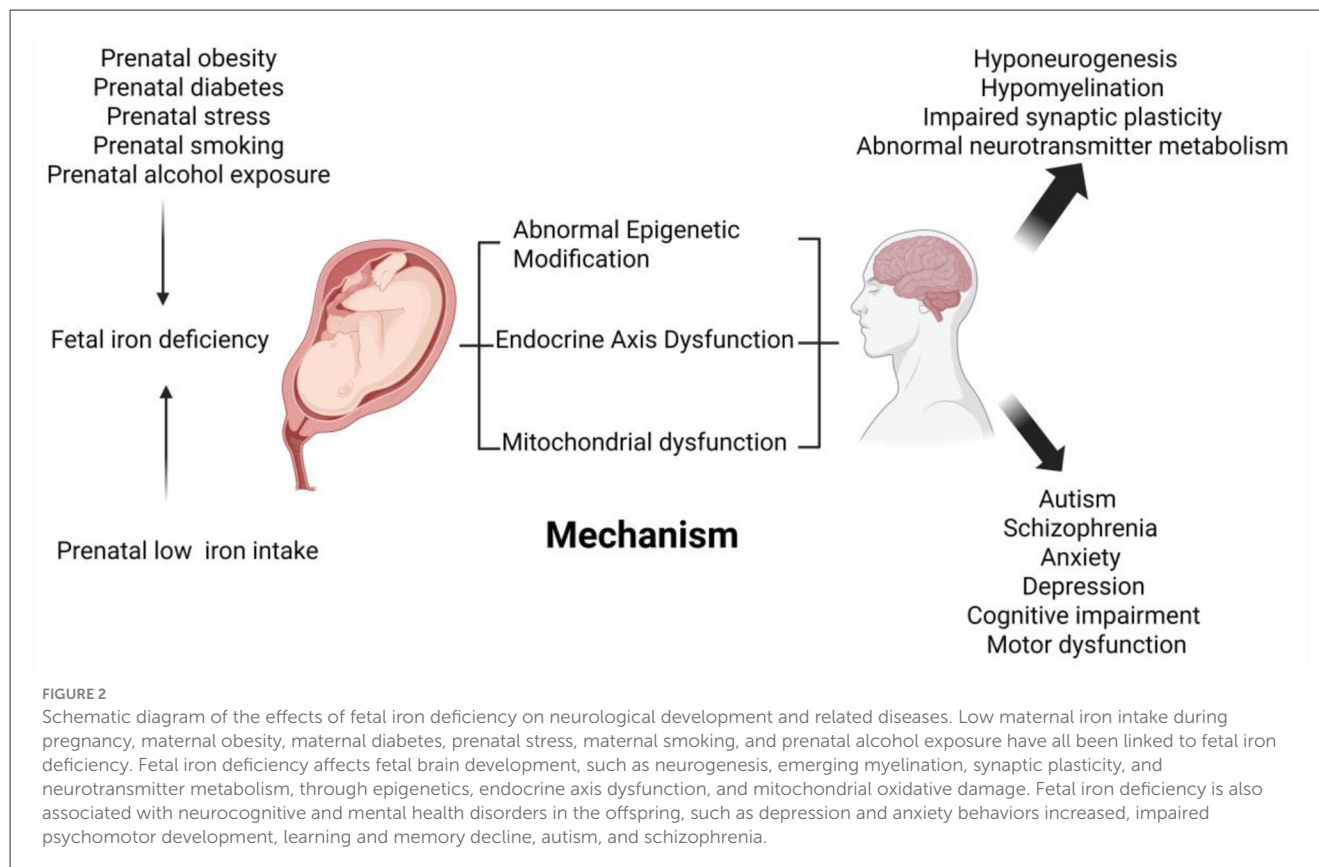 Prenatal obesity
Prenatal diabetes
Prenatal stress
Prenatal smoking
Prenatal alcohol exposure
Fetal iron deficiency
Prenatal low iron intake
Abnormal Epigenetic
Modification
Endocrine Axis Dysfunction
Mitochondrial dysfunction
Mechanism
Hyponeurogenesis
Hypomyelination
Impaired synaptic plasticity
Abnormal neurotransmitter metabolism
Autism
Schizophrenia
Anxiety
Depression
Cognitive impairment
Motor dysfunction
FIGURE 2
Schematic diagram of the effects of fetal iron deficiency on neurological development and related diseases. Low maternal iron intake during
pregnancy, maternal obesity, maternal diabetes, prenatal stress, maternal smoking, and prenatal alcohol exposure have all been linked to fetal iron
deficiency. Fetal iron deficiency affects fetal brain development, such as neurogenesis, emerging myelination, synaptic plasticity, and
neurotransmitter metabolism, through epigenetics, endocrine axis dysfunction, and mitochondrial oxidative damage. Fetal iron deficiency is also
associated with neurocognitive and mental health disorders in the offspring, such as depression and anxiety behaviors increased, impaired
psychomotor development, learning and memory decline, autism, and schizophrenia.